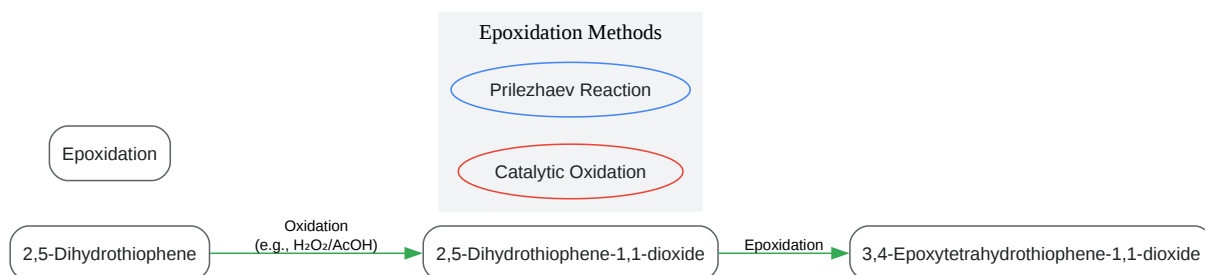 Epoxidation Methods
Prilezhaev Reaction
Epoxidation
Catalytic Oxidation
Oxidation
(e.g., H₂O₂/AcOH)
2,5-Dihydrothiophene
2,5-Dihydrothiophene-1,1-dioxide
Epoxidation
3,4-Epoxytetrahydrothiophene-1,1-dioxide